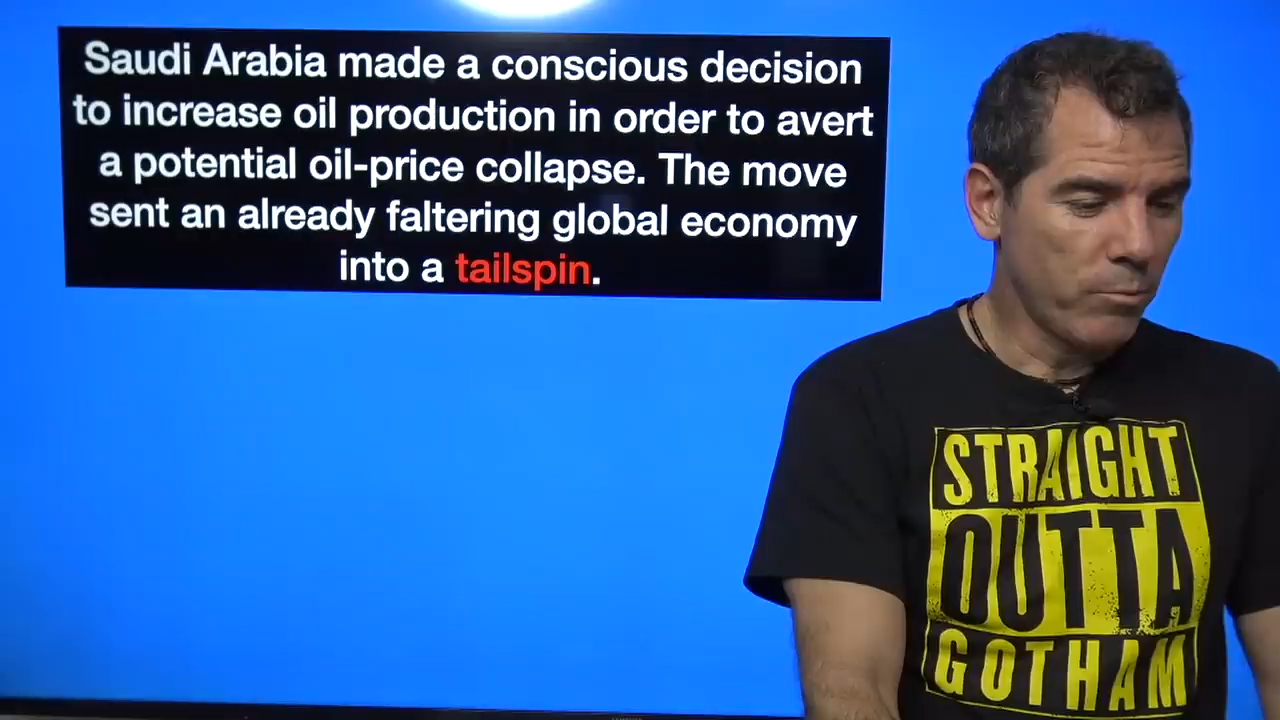 Saudi Arabia made a conscious decision
to increase oil production in order to avert
a potential oil-price collapse. The move
sent an already faltering global economy
into a tailspin.
STRAIGHT
OUTTA
GOTHAM